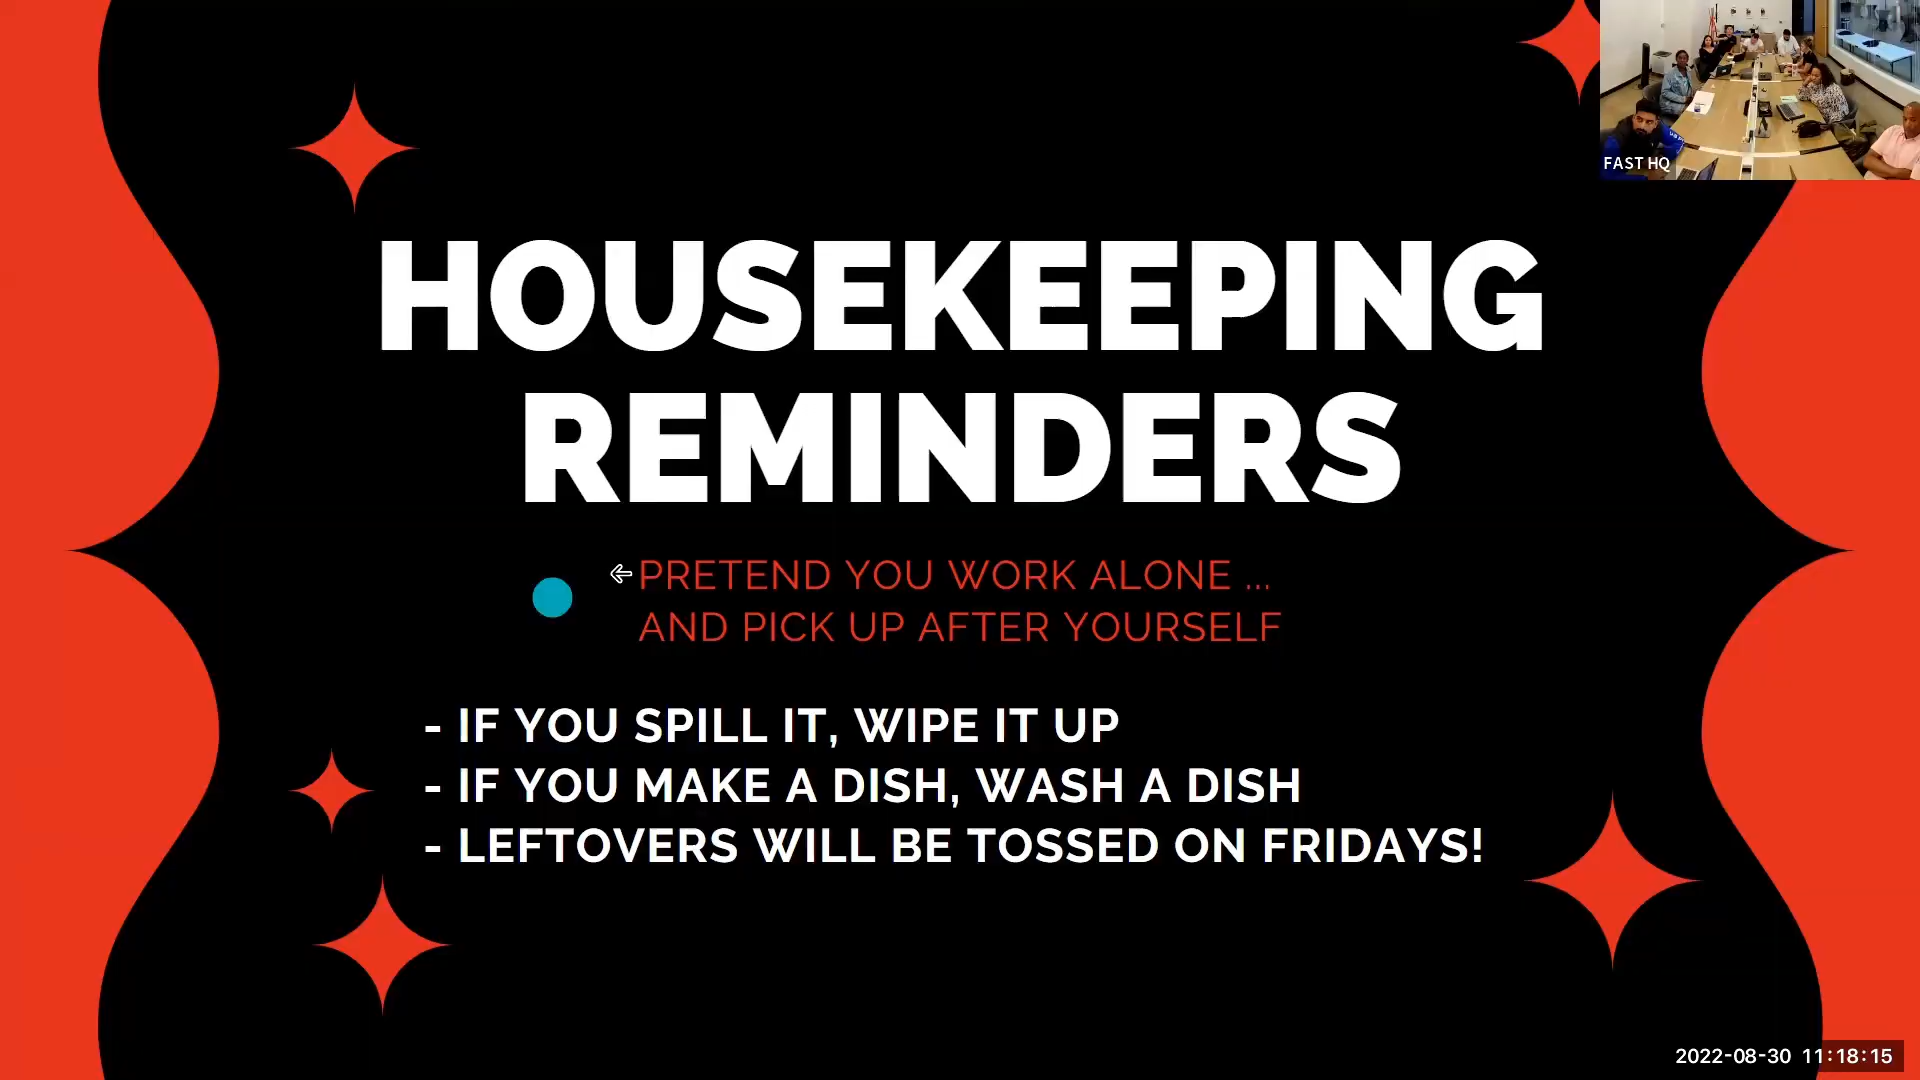 FAST HQ
HOUSEKEEPING
REMINDERS
PRETEND YOU WORK ALONE ...
AND PICK UP AFTER YOURSELF
- IF YOU SPILL IT, WIPE IT UP
- IF YOU MAKE A DISH, WASH A DISH
- LEFTOVERS WILL BE TOSSED ON FRIDAYS!
2022-08-30 11:18:15